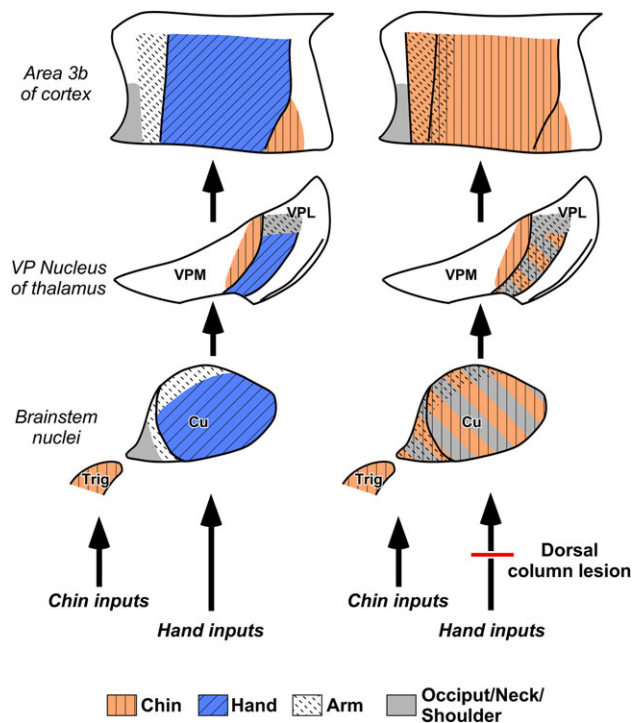 Area 3b
of cortex
VP Nucleus
of thalamus
VPM
VPL
VPM
VPL
Brainstem
nuclei
Cu
Trig
Cu
Trig
Chin inputs
Hand inputs
Chin inputs
Hand inputs
Dorsal
column lesion
Chin
Hand
Arm
Occiput/Neck/
Shoulder